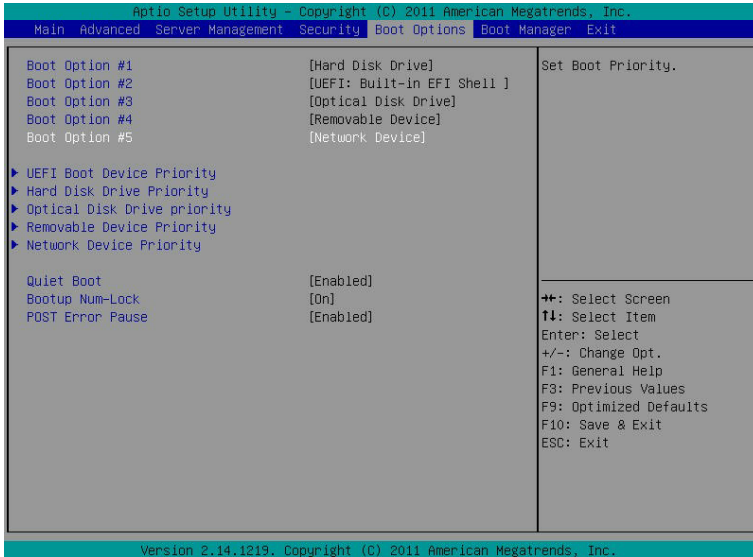 Aptio Setup Utility – Copyright (C) 2011 American Megatrends, Inc.
Main Advanced Server Management Security Boot Options Boot Manager Exit
Boot Option #1 [Hard Disk Drive] Set Boot Priority.
Boot Option #2 [UEFI: Built-in EFI Shell ]
Boot Option #3 [Optical Disk Drive]
Boot Option #4 [Removable Device]
Boot Option #5 [Network Device]
UEFI Boot Device Priority
Hard Disk Drive Priority
Optical Disk Drive priority
Removable Device Priority
Network Device Priority
Quiet Boot [Enabled]
Bootup Num-Lock [On] →←: Select Screen
POST Error Pause [Enabled] ↑↓: Select Item
Enter: Select
+/-: Change Opt.
F1: General Help
F3: Previous Values
F9: Optimized Defaults
F10: Save & Exit
ESC: Exit
Version 2.14.1219. Copyright (C) 2011 American Megatrends, Inc.